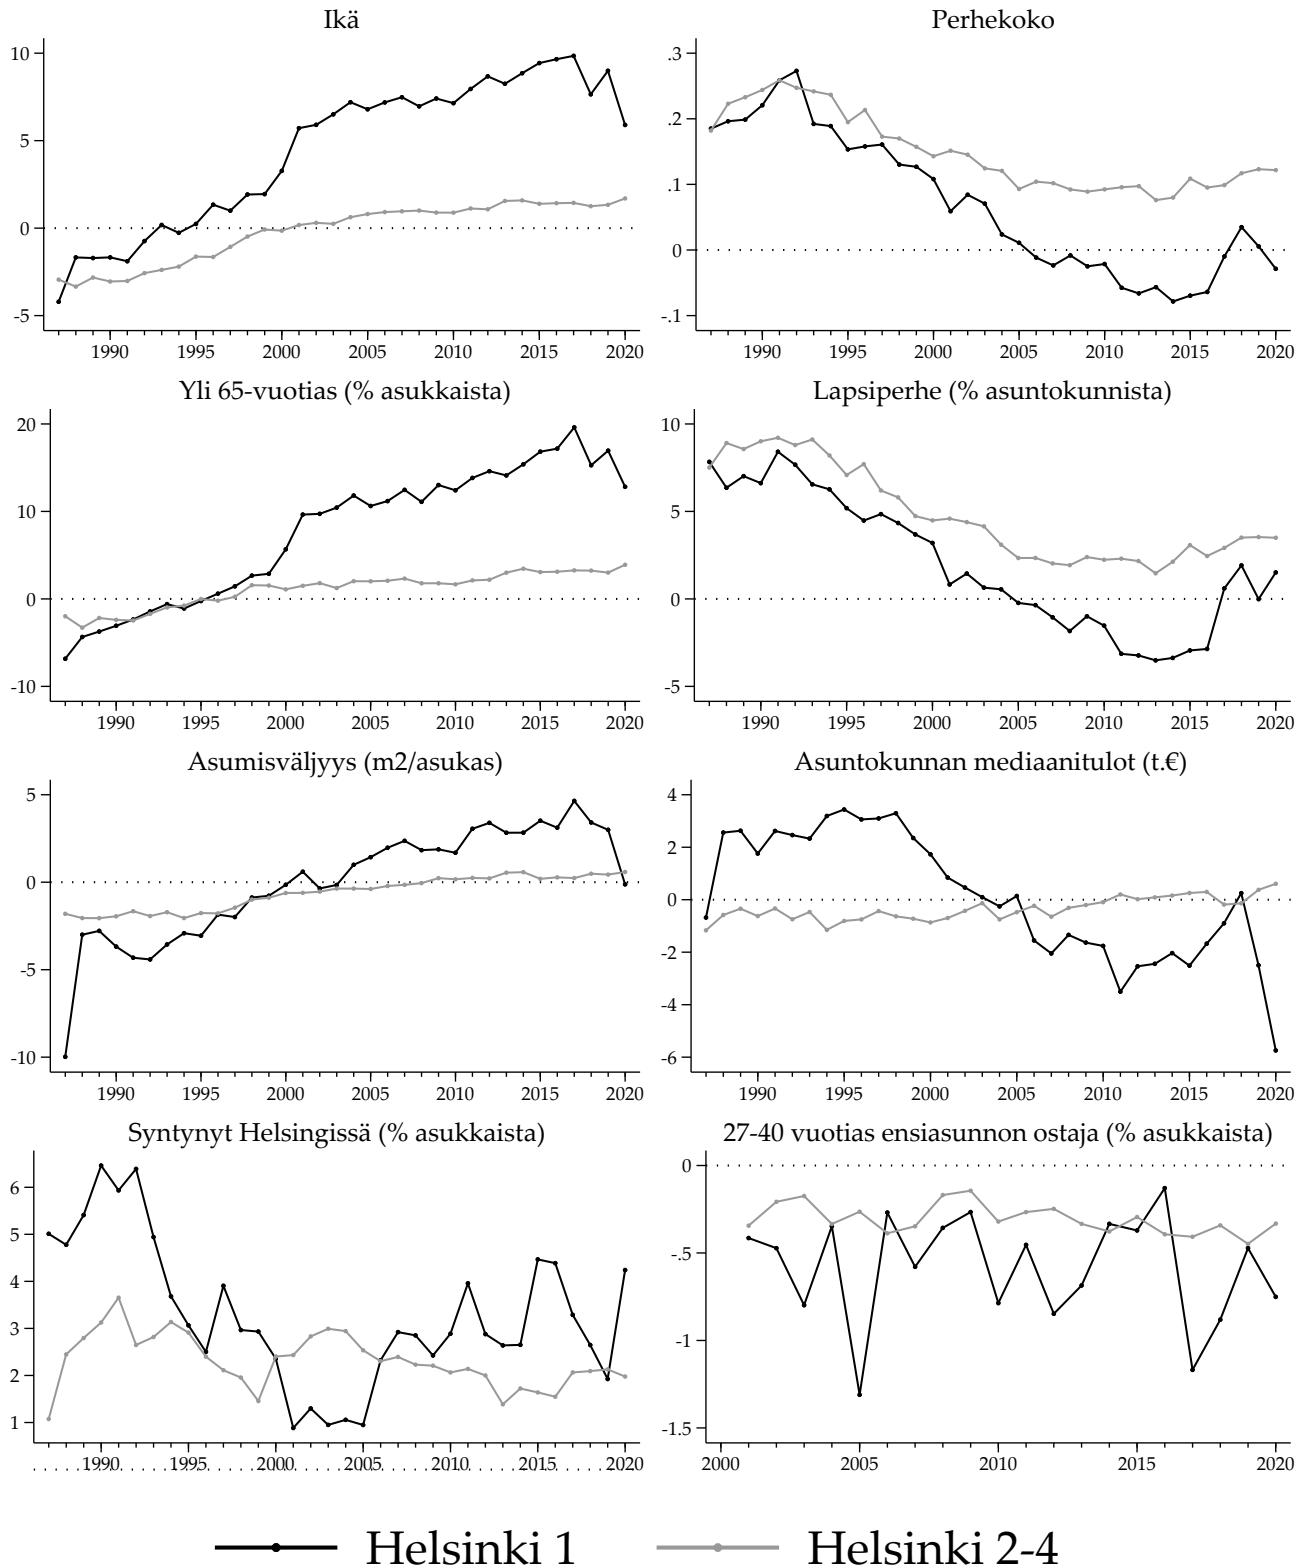 Ikä
10
5
0
-5
1990 1995 2000 2005 2010 2015 2020
Perhekoko
.3
.2
.1
0
-.1
1990 1995 2000 2005 2010 2015 2020
Yli 65-vuotias (% asukkaista)
20
10
0
-10
1990 1995 2000 2005 2010 2015 2020
Lapsiperhe (% asuntokunnista)
10
5
0
-5
1990 1995 2000 2005 2010 2015 2020
Asumisväljyys (m2/asukas)
5
0
-5
-10
1990 1995 2000 2005 2010 2015 2020
Asuntokunnan mediaanitulot (t.€)
4
2
0
-2
-4
-6
1990 1995 2000 2005 2010 2015 2020
Syntynyt Helsingissä (% asukkaista)
6
5
4
3
2
1
1990 1995 2000 2005 2010 2015 2020
27-40 vuotias ensiasunnon ostaja (% asukkaista)
0
-.5
-1
-1.5
2000 2005 2010 2015 2020
Helsinki 1 Helsinki 2-4